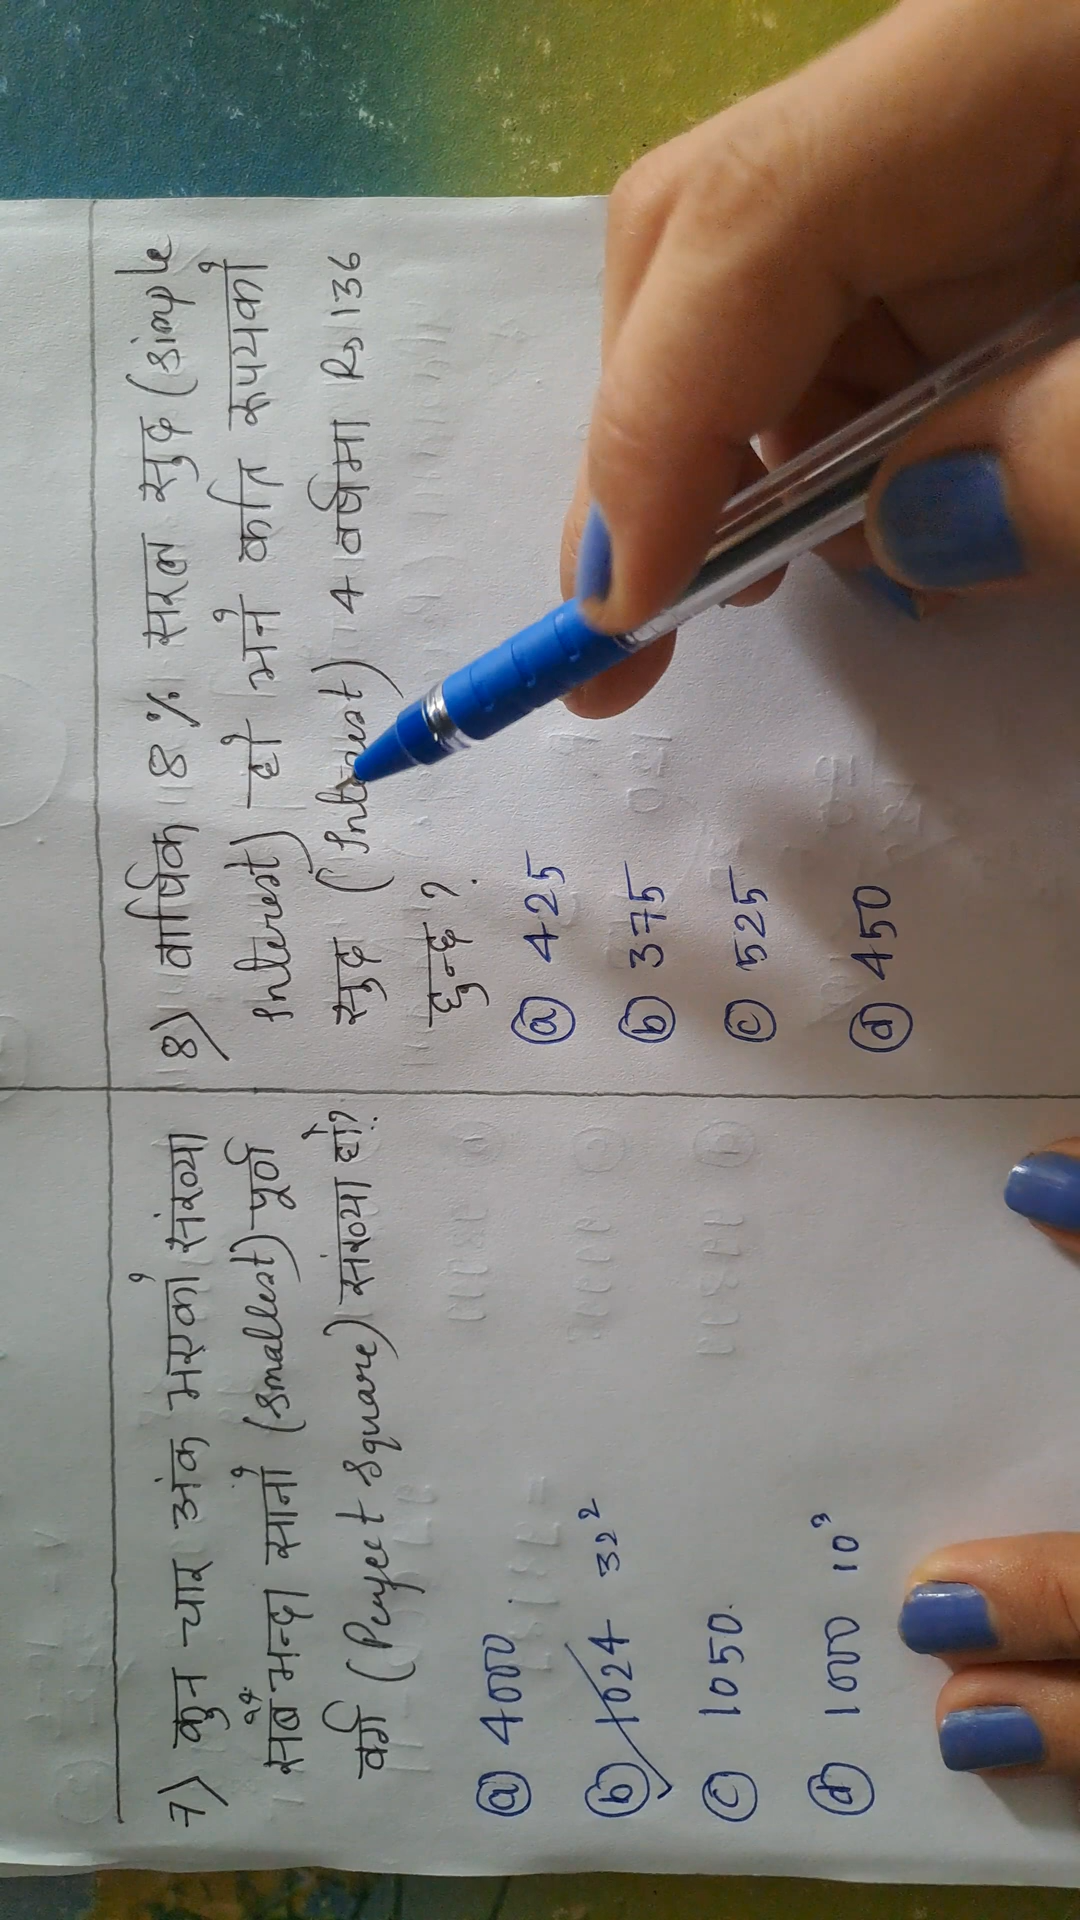 7) कुन चार अंक भएको संख्या
सबै भन्दा सानो (smallest) पूर्ण
वर्ग (Perfect Square) संख्या हो?
ⓐ 4000
ⓑ 1024 32²
ⓒ 1050.
ⓓ 1000 10³
8) वार्षिक 8% सरल सुद (simple
Interest) हो भने कति रूपयको
सुद (Interest) 4 वर्षमा Rs 136
हुन्छ ?
ⓐ 425
ⓑ 375
ⓒ 525
ⓓ 450